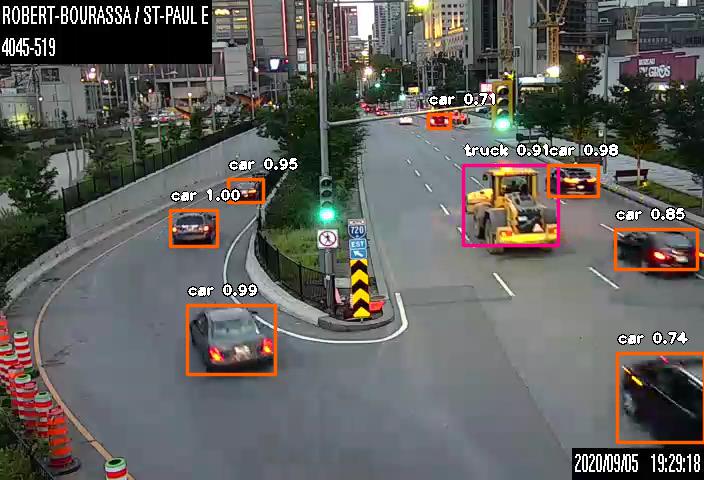 ROBERT-BOURASSA / ST-PAUL E
4045-519
car 0.71
truck 0.91
car 0.98
car 0.95
car 1.00
car 0.85
720
EST
car 0.99
car 0.74
2020/09/05 19:29:18